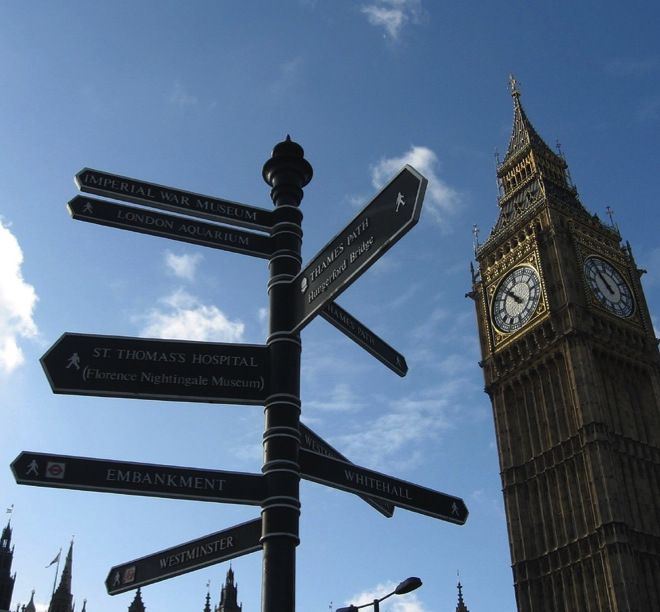 IMPERIAL WAR MUSEUM
LONDON AQUARIUM
THAMES PATH
Hungerford Bridge
THAMES PATH
ST. THOMAS'S HOSPITAL
(Florence Nightingale Museum)
EMBANKMENT
WHITEHALL
WESTMINSTER